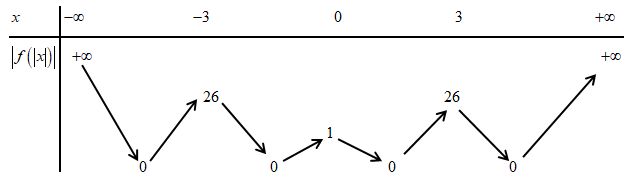 x −∞ −3 0 3 +∞
|f(|x|)| +∞ +∞
26 26
1
0 0 0 0